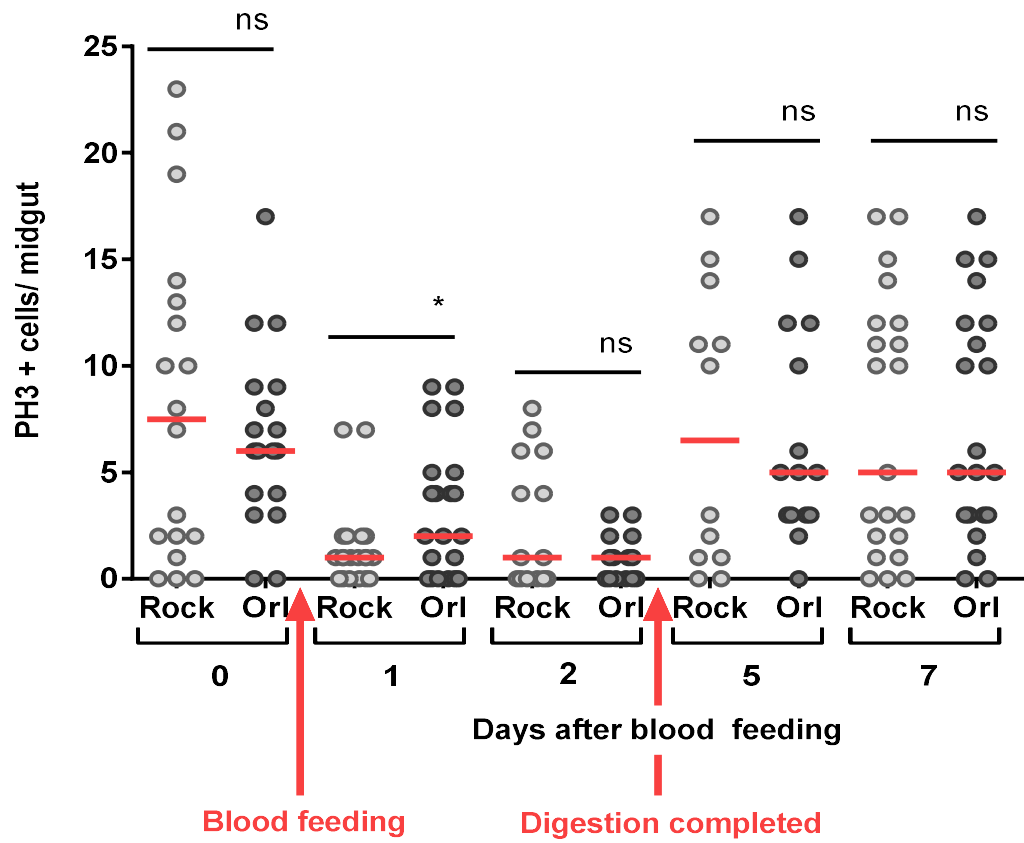 ns
25
20
15
10
5
0
PH3 + cells/ midgut
ns
ns
*
ns
Rock Orl Rock Orl Rock Orl Rock Orl Rock Orl
0 1 2 5 7
Days after blood feeding
Blood feeding Digestion completed
ns